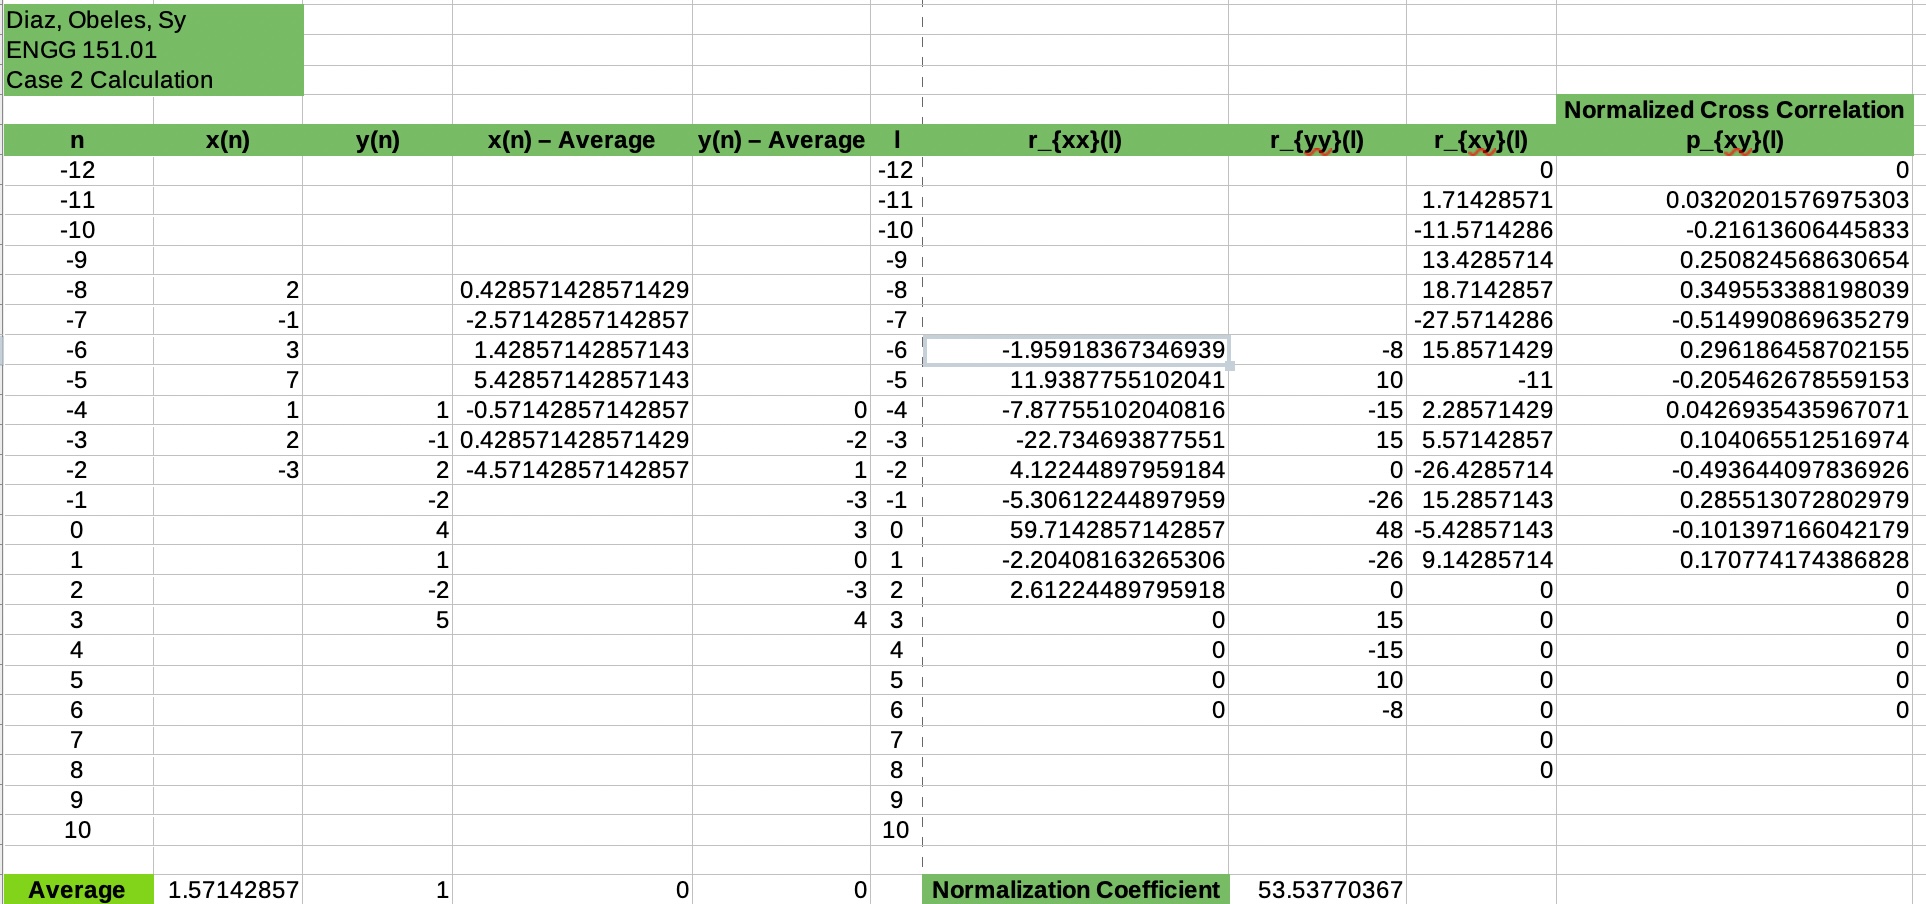 Diaz, Obeles, Sy
ENGG 151.01
Case 2 Calculation
Normalized Cross Correlation
n x(n) y(n) x(n) – Average y(n) – Average l r_{xx}(l) r_{yy}(l) r_{xy}(l) p_{xy}(l)
-12 -12 0 0
-11 -11 1.71428571 0.0320201576975303
-10 -10 -11.5714286 -0.21613606445833
-9 -9 13.4285714 0.250824568630654
-8 2 0.428571428571429 -8 18.7142857 0.349553388198039
-7 -1 -2.57142857142857 -7 -27.5714286 -0.514990869635279
-6 3 1.42857142857143 -6 -1.95918367346939 -8 15.8571429 0.296186458702155
-5 7 5.42857142857143 -5 11.9387755102041 10 -11 -0.205462678559153
-4 1 1 -0.57142857142857 0 -4 -7.87755102040816 -15 2.28571429 0.0426935435967071
-3 2 -1 0.428571428571429 -2 -3 -22.734693877551 15 5.57142857 0.104065512516974
-2 -3 2 -4.57142857142857 1 -2 4.12244897959184 0 -26.4285714 -0.493644097836926
-1 -2 -3 -1 -5.30612244897959 -26 15.2857143 0.285513072802979
0 4 3 0 59.7142857142857 48 -5.42857143 -0.101397166042179
1 1 0 1 -2.20408163265306 -26 9.14285714 0.170774174386828
2 -2 -3 2 2.61224489795918 0 0 0
3 5 4 3 0 15 0 0
4 4 0 -15 0 0
5 5 0 10 0 0
6 6 0 -8 0 0
7 7 0
8 8 0
9 9
10 10
Average 1.57142857 1 0 0 Normalization Coefficient 53.53770367